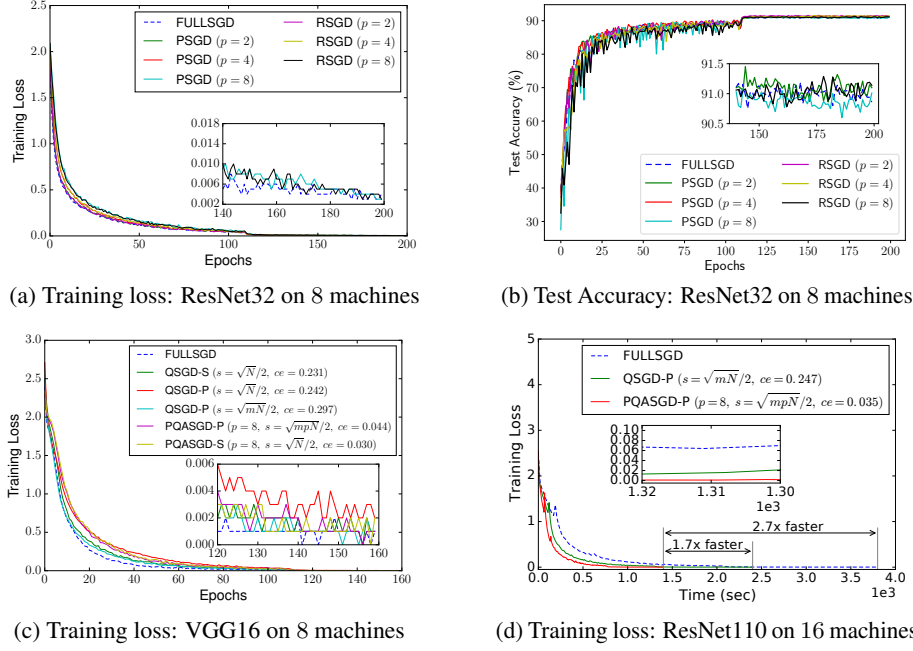 2.5
2.0
1.5
1.0
0.5
0.0
Training Loss
FULLSGD
PSGD (p = 2)
PSGD (p = 4)
PSGD (p = 8)
RSGD (p = 2)
RSGD (p = 4)
RSGD (p = 8)
0.018
0.014
0.010
0.006
0.002
140 160 180 200
0 50 100 150 200
Epochs
(a) Training loss: ResNet32 on 8 machines
90
80
70
60
50
40
30
Test Accuracy (%)
91.5
91.0
90.5
150 175 200
FULLSGD
PSGD (p = 2)
PSGD (p = 4)
PSGD (p = 8)
RSGD (p = 2)
RSGD (p = 4)
RSGD (p = 8)
0 25 50 75 100 125 150 175 200
Epochs
(b) Test Accuracy: ResNet32 on 8 machines
3.0
2.5
2.0
1.5
1.0
0.5
0.0
Training Loss
FULLSGD
QSGD-S (s = √N/2, ce = 0.231)
QSGD-P (s = √N/2, ce = 0.242)
QSGD-P (s = √mN/2, ce = 0.297)
PQASGD-P (p = 8, s = √mpN/2, ce = 0.044)
PQASGD-S (p = 8, s = √N/2, ce = 0.030)
0.006
0.004
0.002
0.000
120 130 140 150 160
0 20 40 60 80 100 120 140 160
Epochs
(c) Training loss: VGG16 on 8 machines
5
4
3
2
1
0
Training Loss
FULLSGD
QSGD-P (s = √mN/2, ce = 0.247)
PQASGD-P (p = 8, s = √mpN/2, ce = 0.035)
0.10
0.08
0.06
0.04
0.02
0.00
1.32 1.31 1.30
1e3
2.7x faster
1.7x faster
0.0 0.5 1.0 1.5 2.0 2.5 3.0 3.5 4.0
Time (sec) 1e3
(d) Training loss: ResNet110 on 16 machines